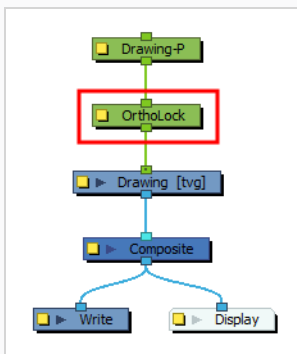 Drawing-P
OrthoLock
Drawing [tvg]
Composite
Write
Display